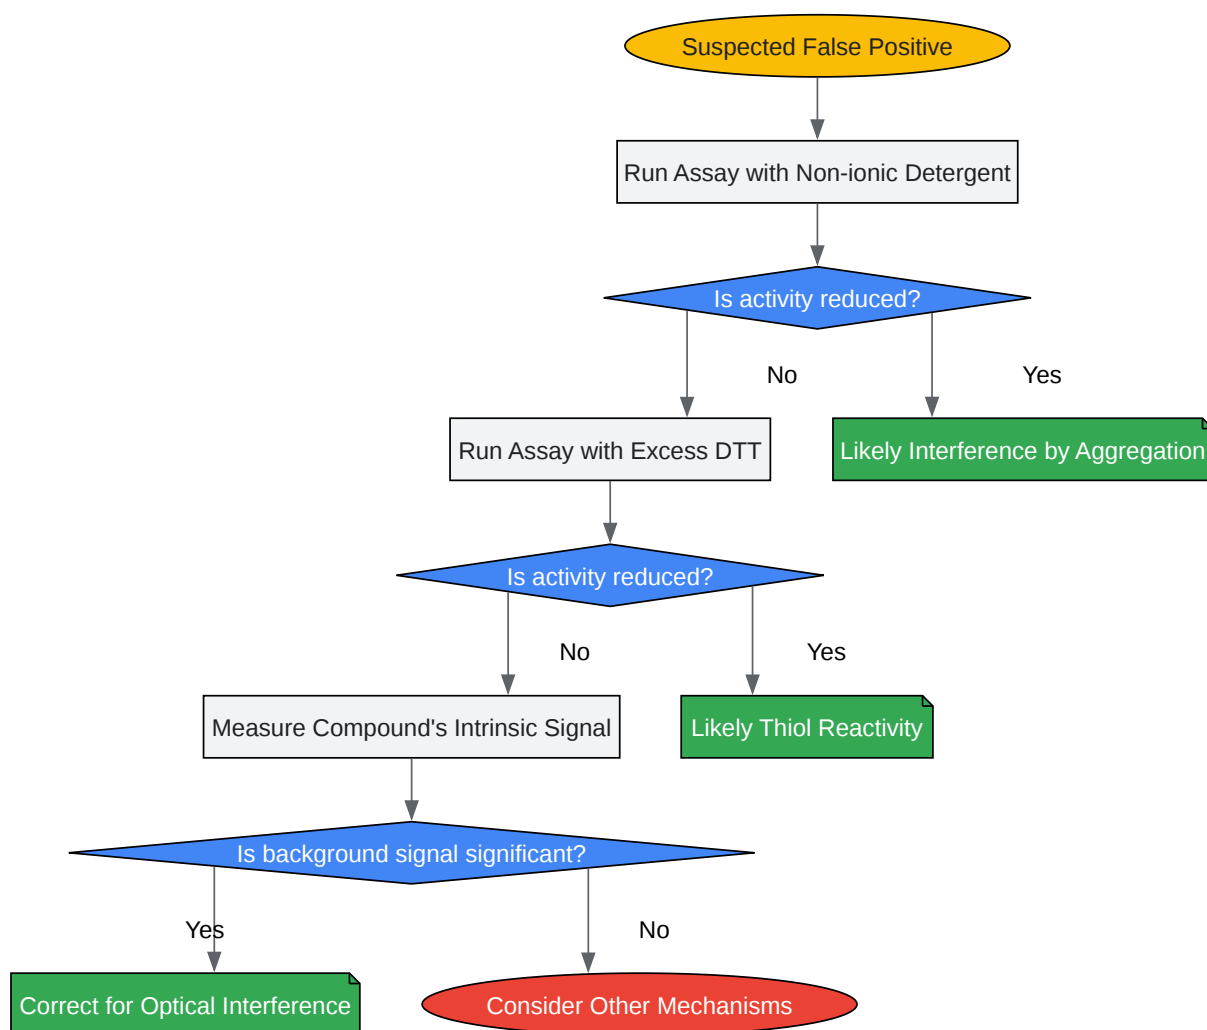 Suspected False Positive
Run Assay with Non-ionic Detergent
Is activity reduced?
No
Yes
Run Assay with Excess DTT
Likely Interference by Aggregation
Is activity reduced?
No
Yes
Measure Compound's Intrinsic Signal
Likely Thiol Reactivity
Is background signal significant?
Yes
No
Correct for Optical Interference
Consider Other Mechanisms